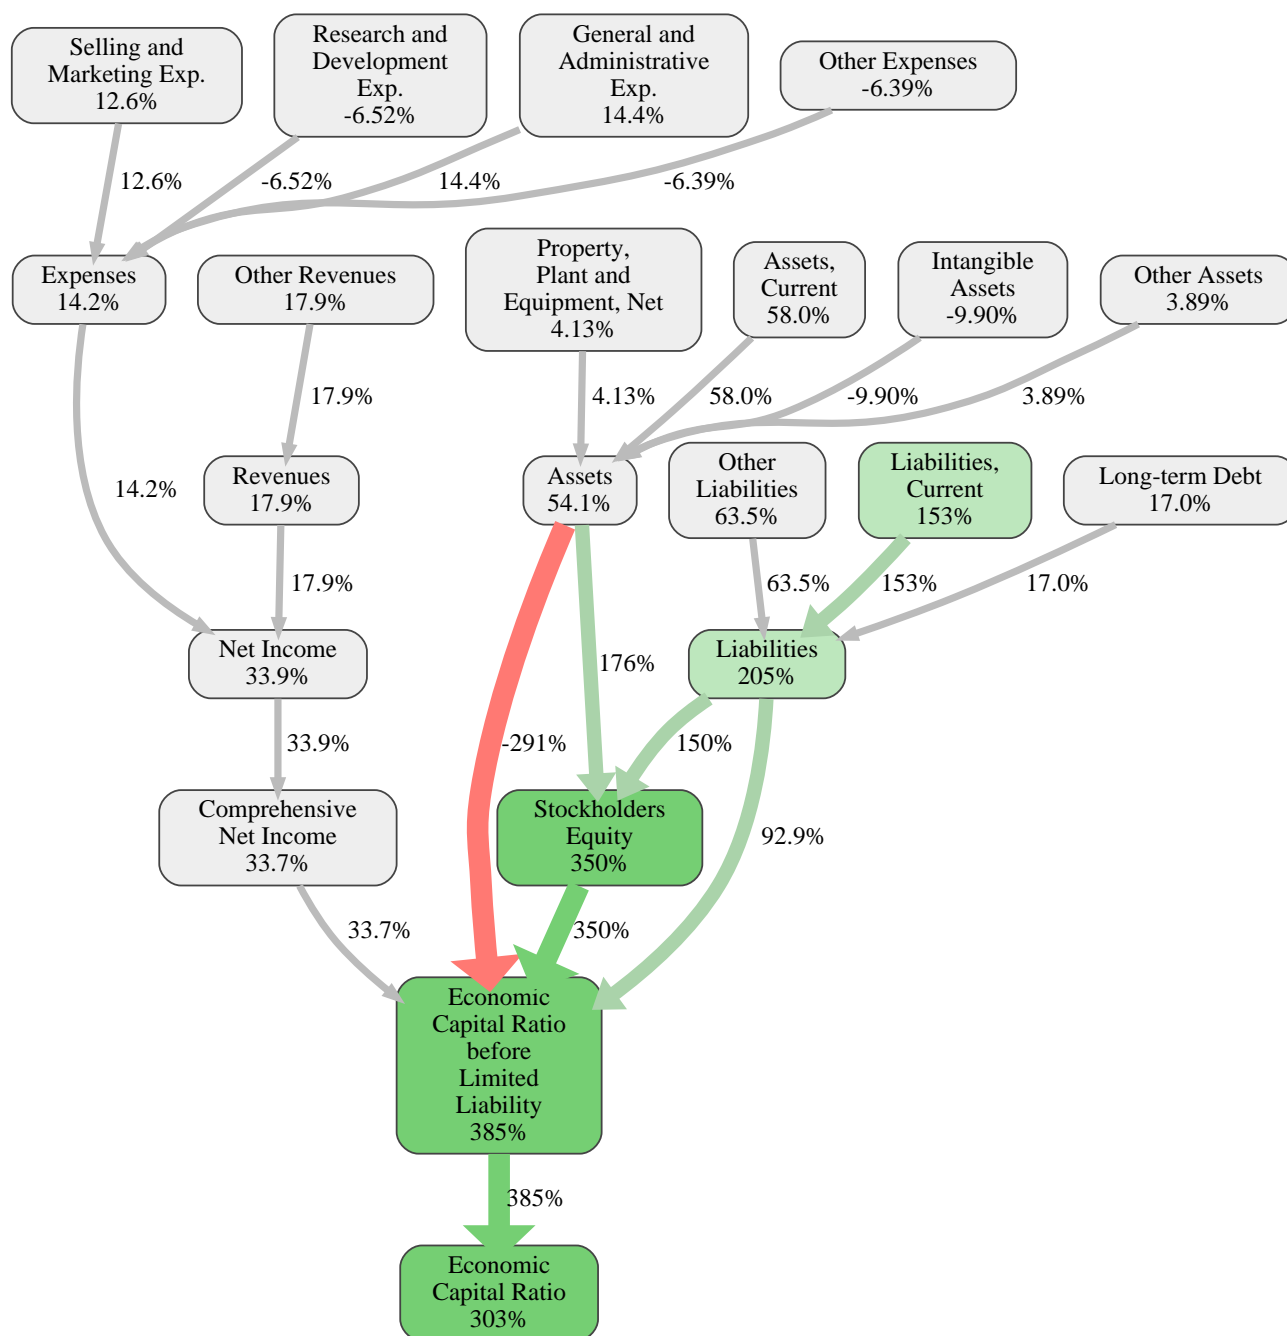 Selling and
Marketing Exp.
12.6%
Research and
Development
Exp.
-6.52%
General and
Administrative
Exp.
14.4%
Other Expenses
-6.39%
12.6%
-6.52%
14.4%
-6.39%
Expenses
14.2%
Other Revenues
17.9%
Property,
Plant and
Equipment, Net
4.13%
Assets,
Current
58.0%
Intangible
Assets
-9.90%
Other Assets
3.89%
17.9%
4.13%
58.0%
-9.90%
3.89%
14.2%
Revenues
17.9%
Assets
54.1%
Other
Liabilities
63.5%
Liabilities,
Current
153%
Long-term Debt
17.0%
17.9%
63.5%
153%
17.0%
Net Income
33.9%
176%
Liabilities
205%
33.9%
-291%
150%
Comprehensive
Net Income
33.7%
Stockholders
Equity
350%
92.9%
33.7%
350%
Economic
Capital Ratio
before
Limited
Liability
385%
385%
Economic
Capital Ratio
303%